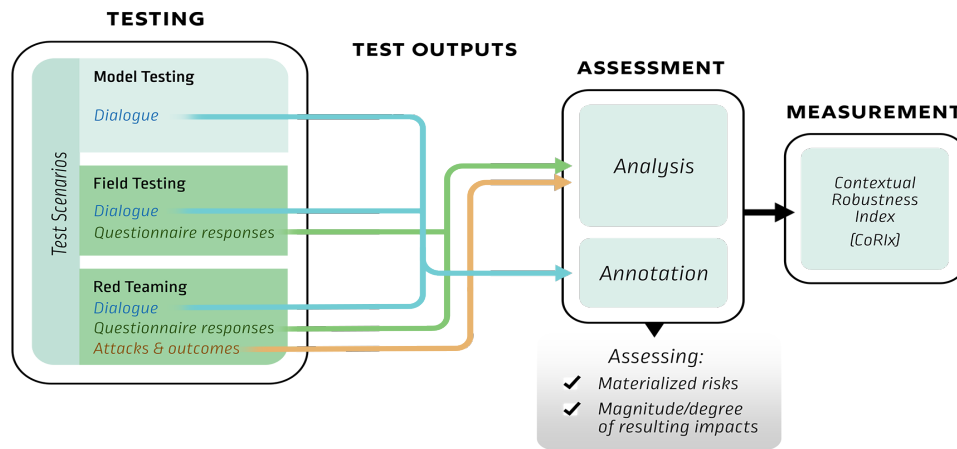 TESTING
Test Scenarios
Model Testing
Dialogue
Field Testing
Dialogue
Questionnaire responses
Red Teaming
Dialogue
Questionnaire responses
Attacks & outcomes
TEST OUTPUTS
ASSESSMENT
Analysis
Annotation
Assessing:
Materialized risks
Magnitude/degree
of resulting impacts
MEASUREMENT
Contextual
Robustness
Index
(CoRIx)